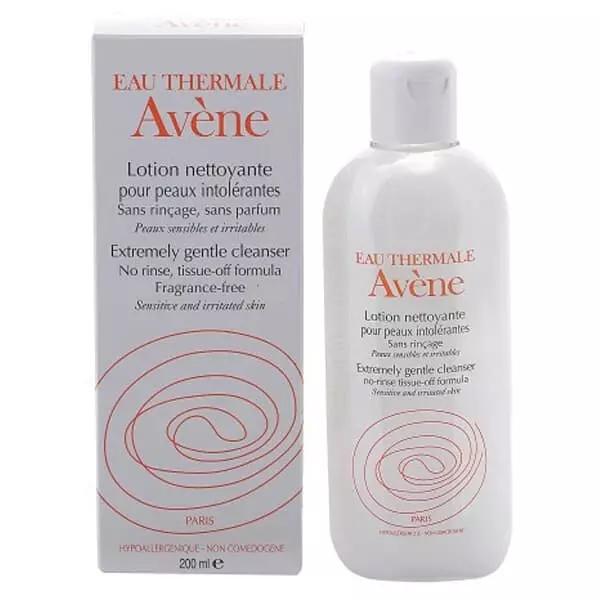 EAU THERMALE
Avène
Lotion nettoyante
pour peaux intolérantes
Sans rinçage, sans parfum
Peaux sensibles et irritables
Extremely gentle cleanser
No rinse, tissue-off formula
Fragrance-free
Sensitive and irritated skin
PARIS
HYPOALLERGENIQUE - NON COMEDOGENE
200 ml e
EAU THERMALE
Avène
Lotion nettoyante
pour peaux intolérantes
Sans rinçage
Peaux sensibles et irritables
Extremely gentle cleanser
no-rinse tissue-off formula
Sensitive and irritated skin
PARIS